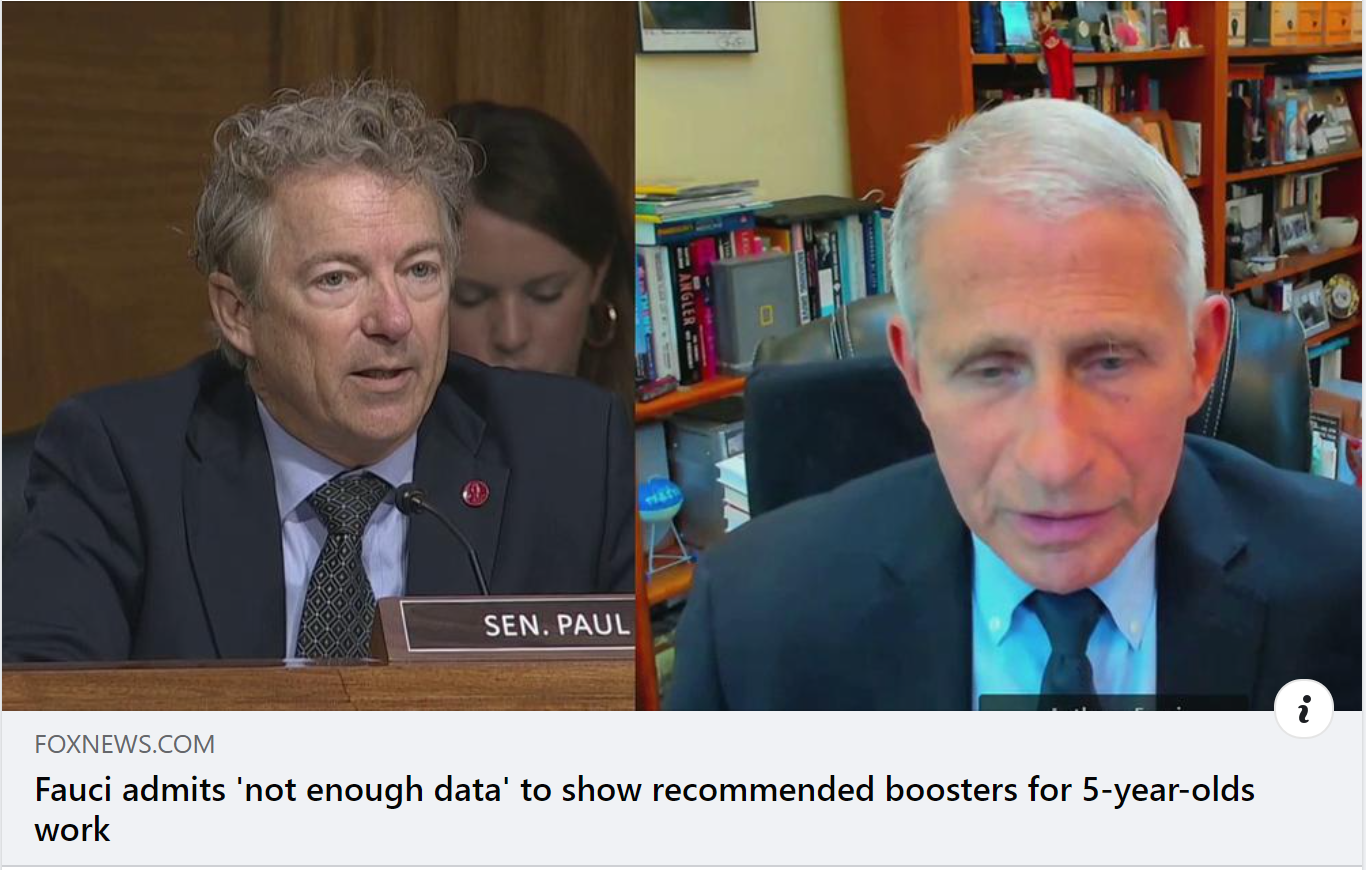 ANGLER
SEN. PAUL
FOXNEWS.COM
Fauci admits 'not enough data' to show recommended boosters for 5-year-olds
work